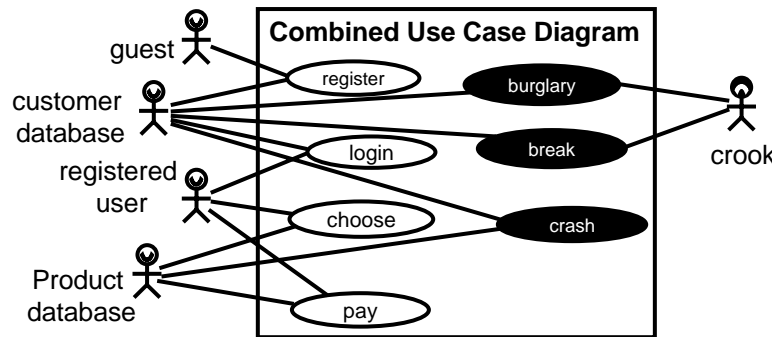 Combined Use Case Diagram
guest
register
burglary
customer
database
login
break
crook
registered
user
choose
crash
Product
database
pay